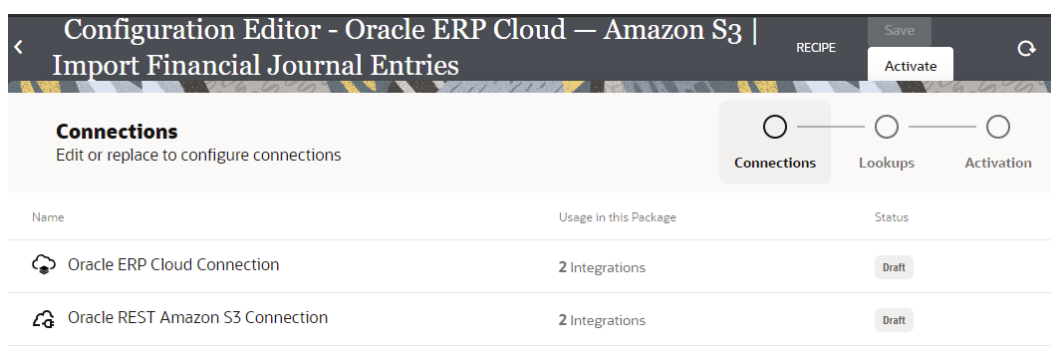 Configuration Editor - Oracle ERP Cloud — Amazon S3 |
Import Financial Journal Entries
RECIPE
Save
Activate
Connections
Edit or replace to configure connections
Connections
Lookups
Activation
Name
Usage in this Package
Status
Oracle ERP Cloud Connection
2 Integrations
Draft
Oracle REST Amazon S3 Connection
2 Integrations
Draft